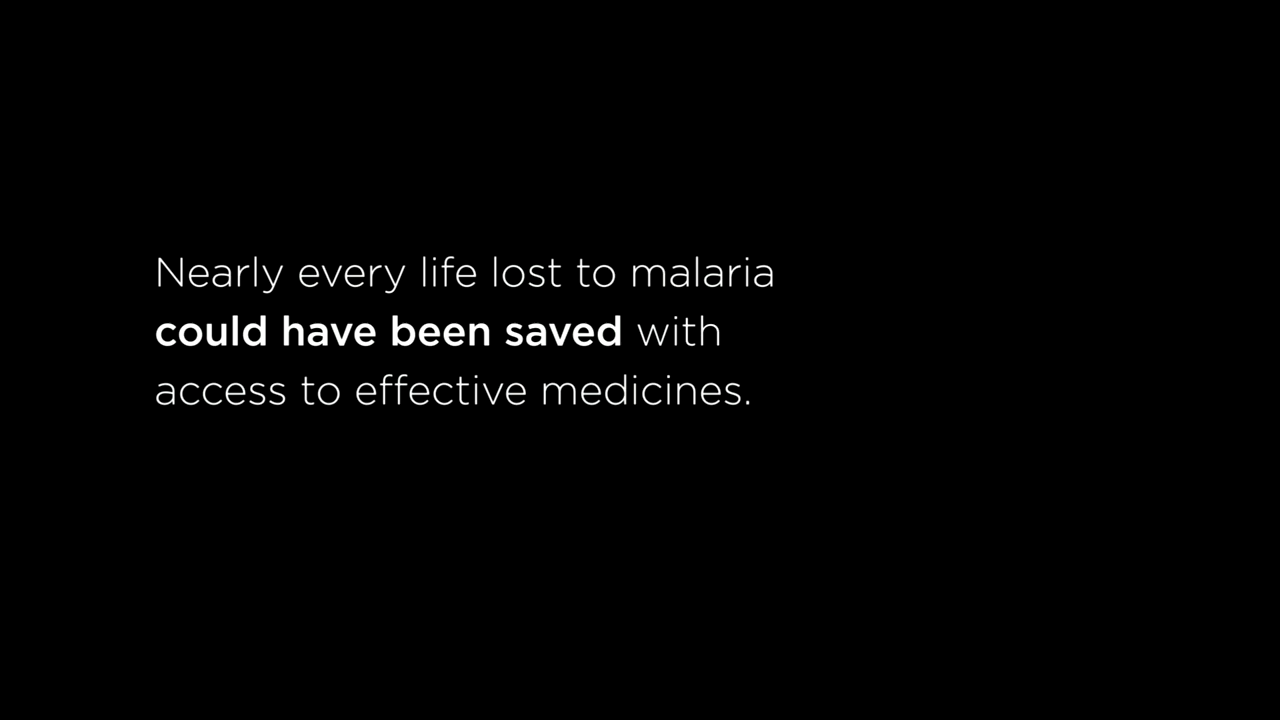 Nearly every life lost to malaria
could have been saved with
access to effective medicines.